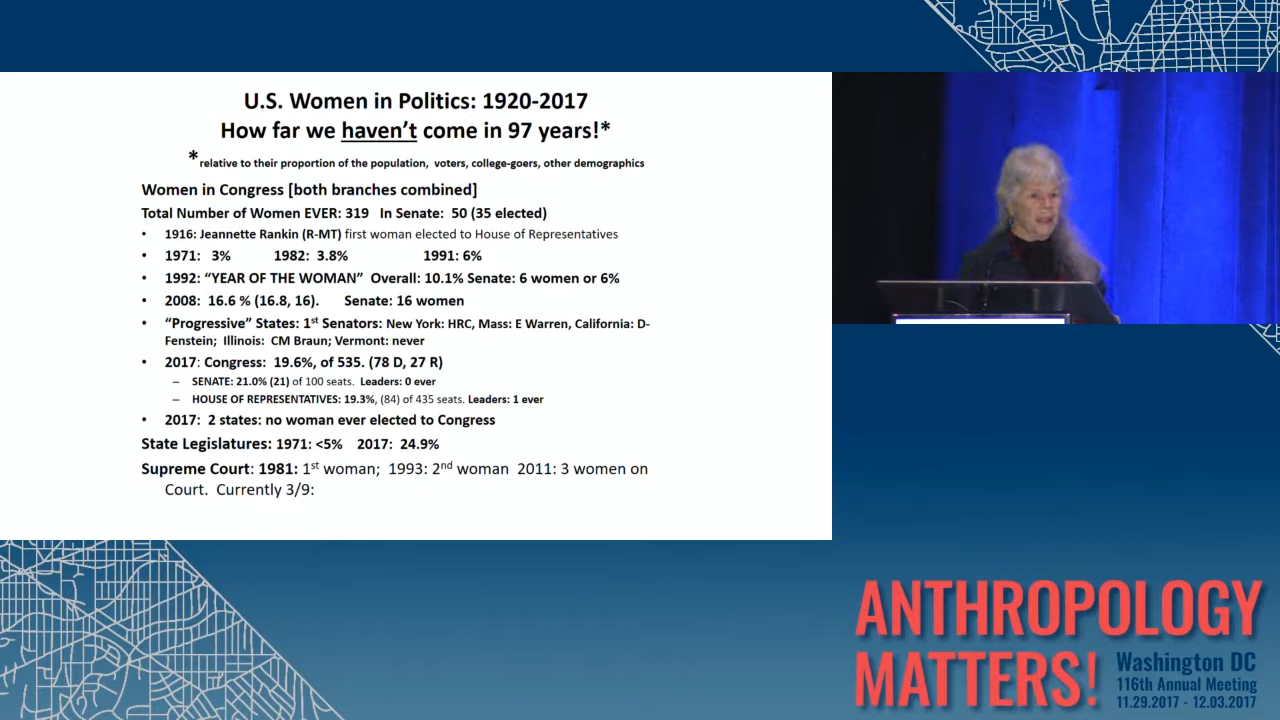 U.S. Women in Politics: 1920-2017
How far we haven't come in 97 years!*
*relative to their proportion of the population, voters, college-goers, other demographics
Women in Congress [both branches combined]
Total Number of Women EVER: 319 In Senate: 50 (35 elected)
• 1916: Jeannette Rankin (R-MT) first woman elected to House of Representatives
• 1971: 3% 1982: 3.8% 1991: 6%
• 1992: “YEAR OF THE WOMAN” Overall: 10.1% Senate: 6 women or 6%
• 2008: 16.6 % (16.8, 16). Senate: 16 women
• “Progressive” States: 1st Senators: New York: HRC, Mass: E Warren, California: D-
Fenstein; Illinois: CM Braun; Vermont: never
• 2017: Congress: 19.6%, of 535. (78 D, 27 R)
– SENATE: 21.0% (21) of 100 seats. Leaders: 0 ever
– HOUSE OF REPRESENTATIVES: 19.3%, (84) of 435 seats. Leaders: 1 ever
• 2017: 2 states: no woman ever elected to Congress
State Legislatures: 1971: <5% 2017: 24.9%
Supreme Court: 1981: 1st woman; 1993: 2nd woman 2011: 3 women on
Court. Currently 3/9:
ANTHROPOLOGY
MATTERS!
Washington DC
116th Annual Meeting
11.29.2017 - 12.03.2017